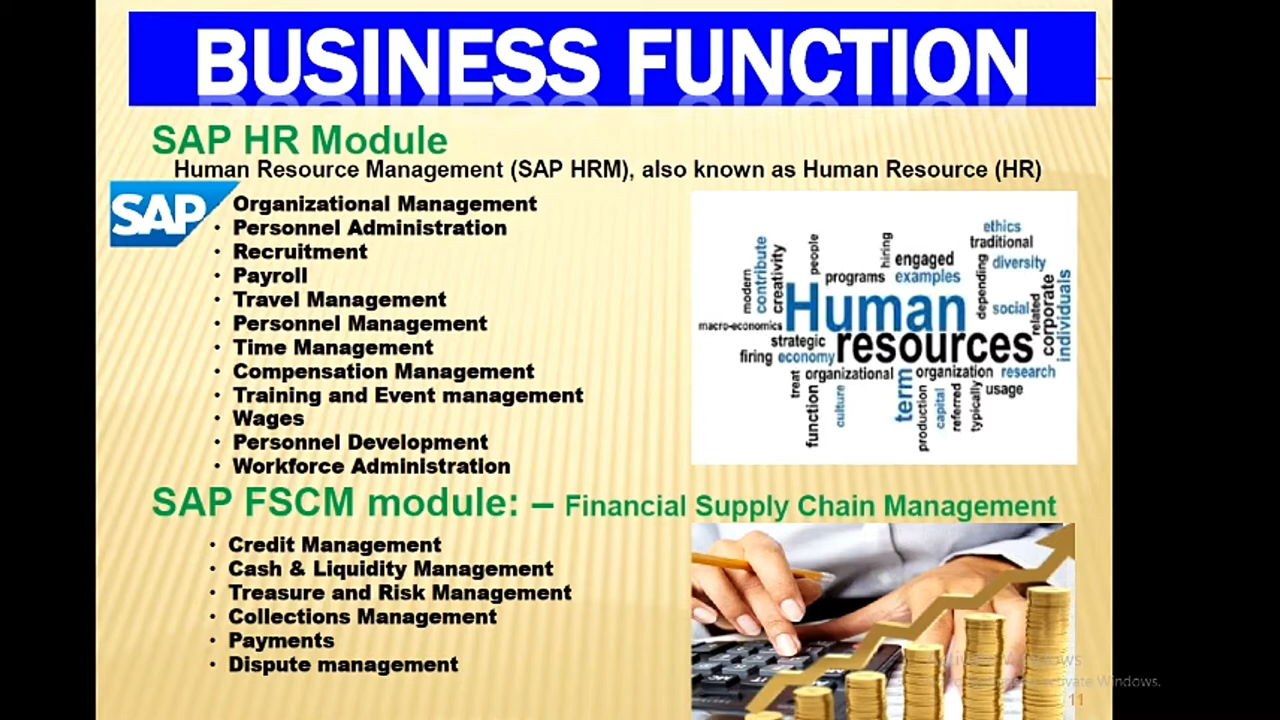 BUSINESS FUNCTION
SAP HR Module
Human Resource Management (SAP HRM), also known as Human Resource (HR)
SAP
Organizational Management
• Personnel Administration
• Recruitment
• Payroll
• Travel Management
• Personnel Management
• Time Management
• Compensation Management
• Training and Event management
• Wages
• Personnel Development
• Workforce Administration
ethics
traditional
hiring
people
engaged
diversity
contribute
creativity
modern
programs
examples
depending
Human
social
related
corporate
individuals
macro-economics
strategic
resources
firing
economy
treat
organizational
term
organization
research
function
culture
production
capital
referred
typically
usage
SAP FSCM module: – Financial Supply Chain Management
• Credit Management
• Cash & Liquidity Management
• Treasure and Risk Management
• Collections Management
• Payments
• Dispute management
Windows
Activate Windows.
11